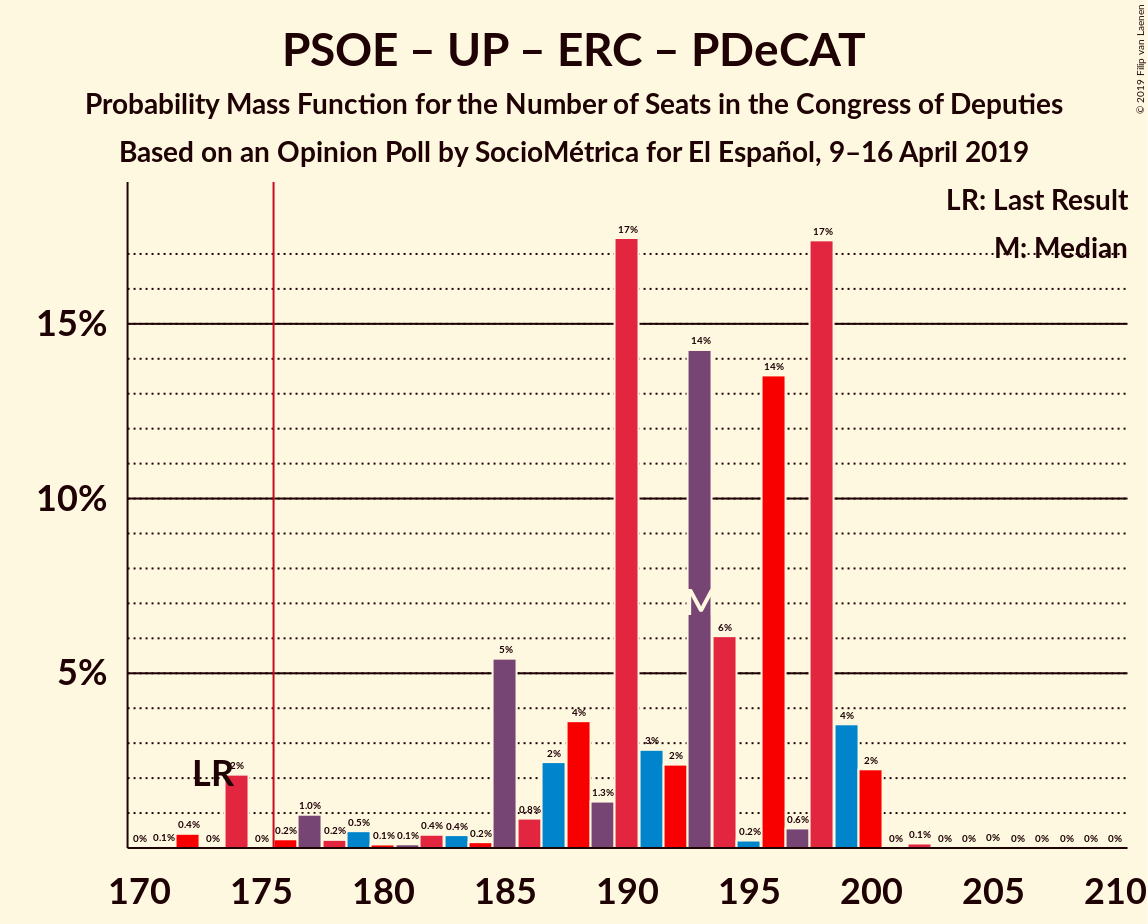 PSOE – UP – ERC – PDeCAT
Probability Mass Function for the Number of Seats in the Congress of Deputies
Based on an Opinion Poll by SocioMétrica for El Español, 9–16 April 2019
© 2019 Filip van Laenen
LR: Last Result
M: Median
15%
10%
5%
0% 0.1% 0.4% 0% 2% 0% 0.2% 1.0% 0.2% 0.5% 0.1% 0.1% 0.4% 0.4% 0.2% 5% 0.8% 2% 4% 1.3% 17% 3% 2% 14% 6% 0.2% 14% 0.6% 17% 4% 2% 0% 0.1% 0% 0% 0% 0% 0% 0% 0% 0%
LR
M
170 175 180 185 190 195 200 205 210